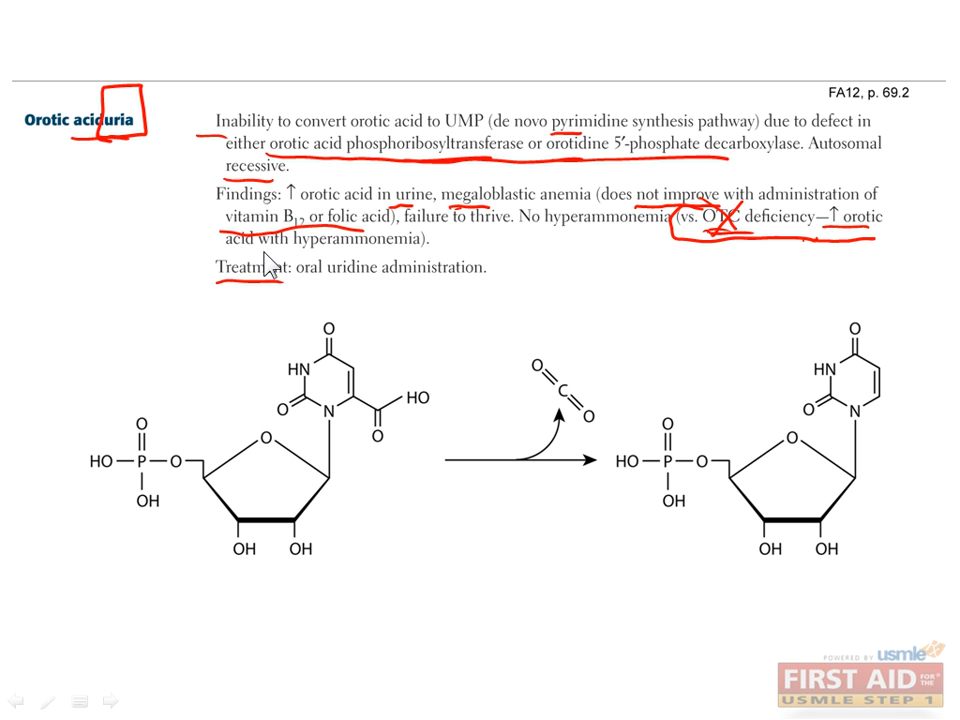 FA12, p. 69.2
Orotic aciduria
Inability to convert orotic acid to UMP (de novo pyrimidine synthesis pathway) due to defect in
either orotic acid phosphoribosyltransferase or orotidine 5′-phosphate decarboxylase. Autosomal
recessive.
Findings: ↑ orotic acid in urine, megaloblastic anemia (does not improve with administration of
vitamin B12 or folic acid), failure to thrive. No hyperammonemia (vs. OTC deficiency—↑ orotic
acid with hyperammonemia).
Treatment: oral uridine administration.
O
HN
O
N
HO
O
O
HO
P
O
OH
O
OH
OH
O
C
O
O
HN
O
N
O
HO
P
O
OH
O
OH
OH
POWERED BY usmle
FIRST AID FOR THE®
USMLE STEP 1